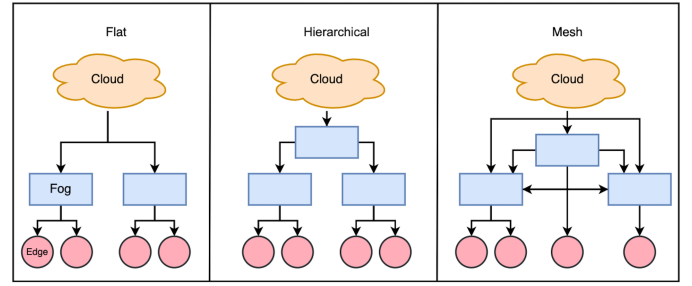 Flat
Hierarchical
Mesh
Cloud
Cloud
Cloud
Fog
Edge